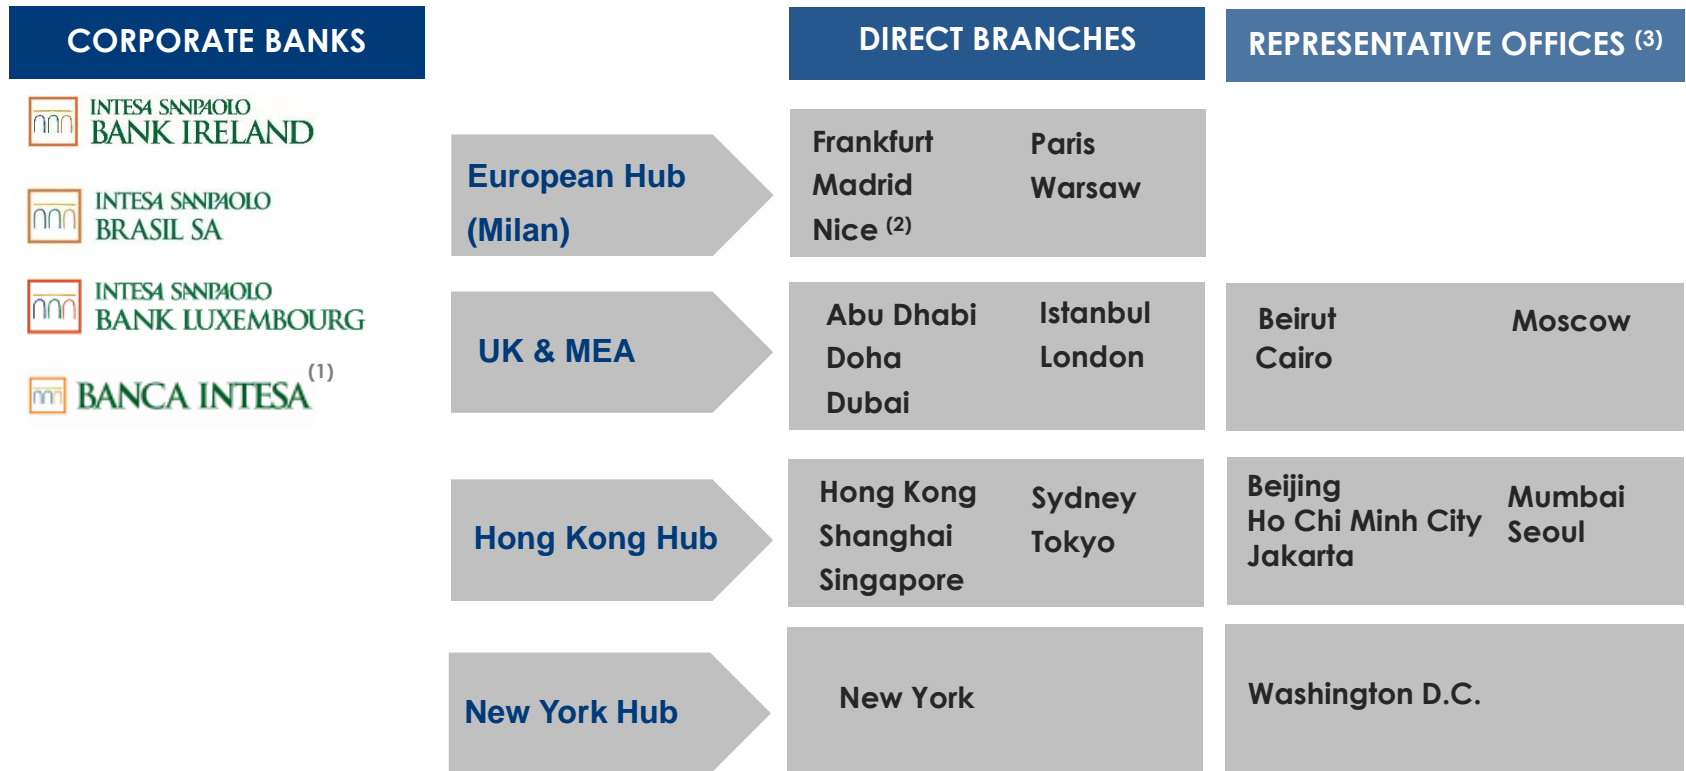 CORPORATE BANKS
DIRECT BRANCHES
REPRESENTATIVE OFFICES (3)
INTESA SANPAOLO
BANK IRELAND
INTESA SANPAOLO
BRASIL SA
INTESA SANPAOLO
BANK LUXEMBOURG
BANCA INTESA (1)
European Hub
(Milan)
Frankfurt
Madrid
Nice (2)
Paris
Warsaw
UK & MEA
Abu Dhabi
Doha
Dubai
Istanbul
London
Beirut
Cairo
Moscow
Hong Kong Hub
Hong Kong
Shanghai
Singapore
Sydney
Tokyo
Beijing
Ho Chi Minh City
Jakarta
Mumbai
Seoul
New York Hub
New York
Washington D.C.